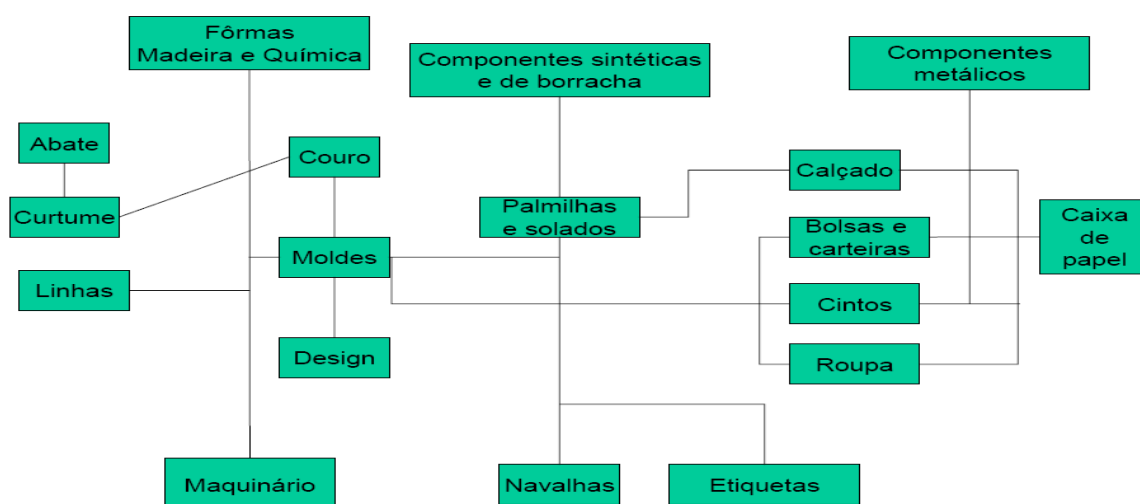 Fôrmas
Madeira e Química
Componentes sintéticas
e de borracha
Componentes
metálicos
Abate
Couro
Calçado
Curtume
Palmilhas
e solados
Bolsas e
carteiras
Caixa
de
papel
Moldes
Linhas
Cintos
Design
Roupa
Maquinário
Navalhas
Etiquetas